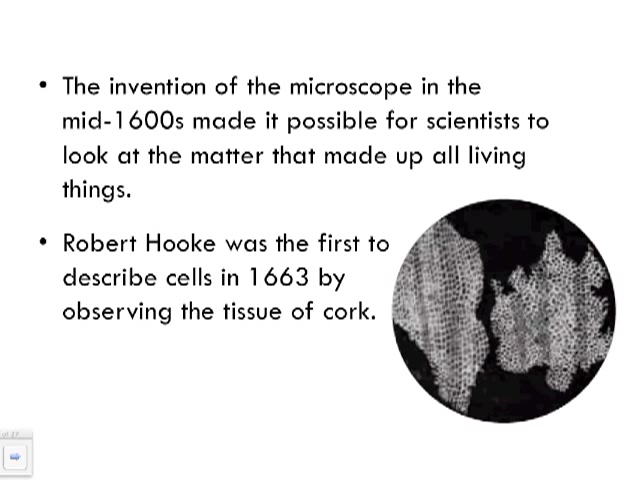 • The invention of the microscope in the
mid-1600s made it possible for scientists to
look at the matter that made up all living
things.
• Robert Hooke was the first to
describe cells in 1663 by
observing the tissue of cork.